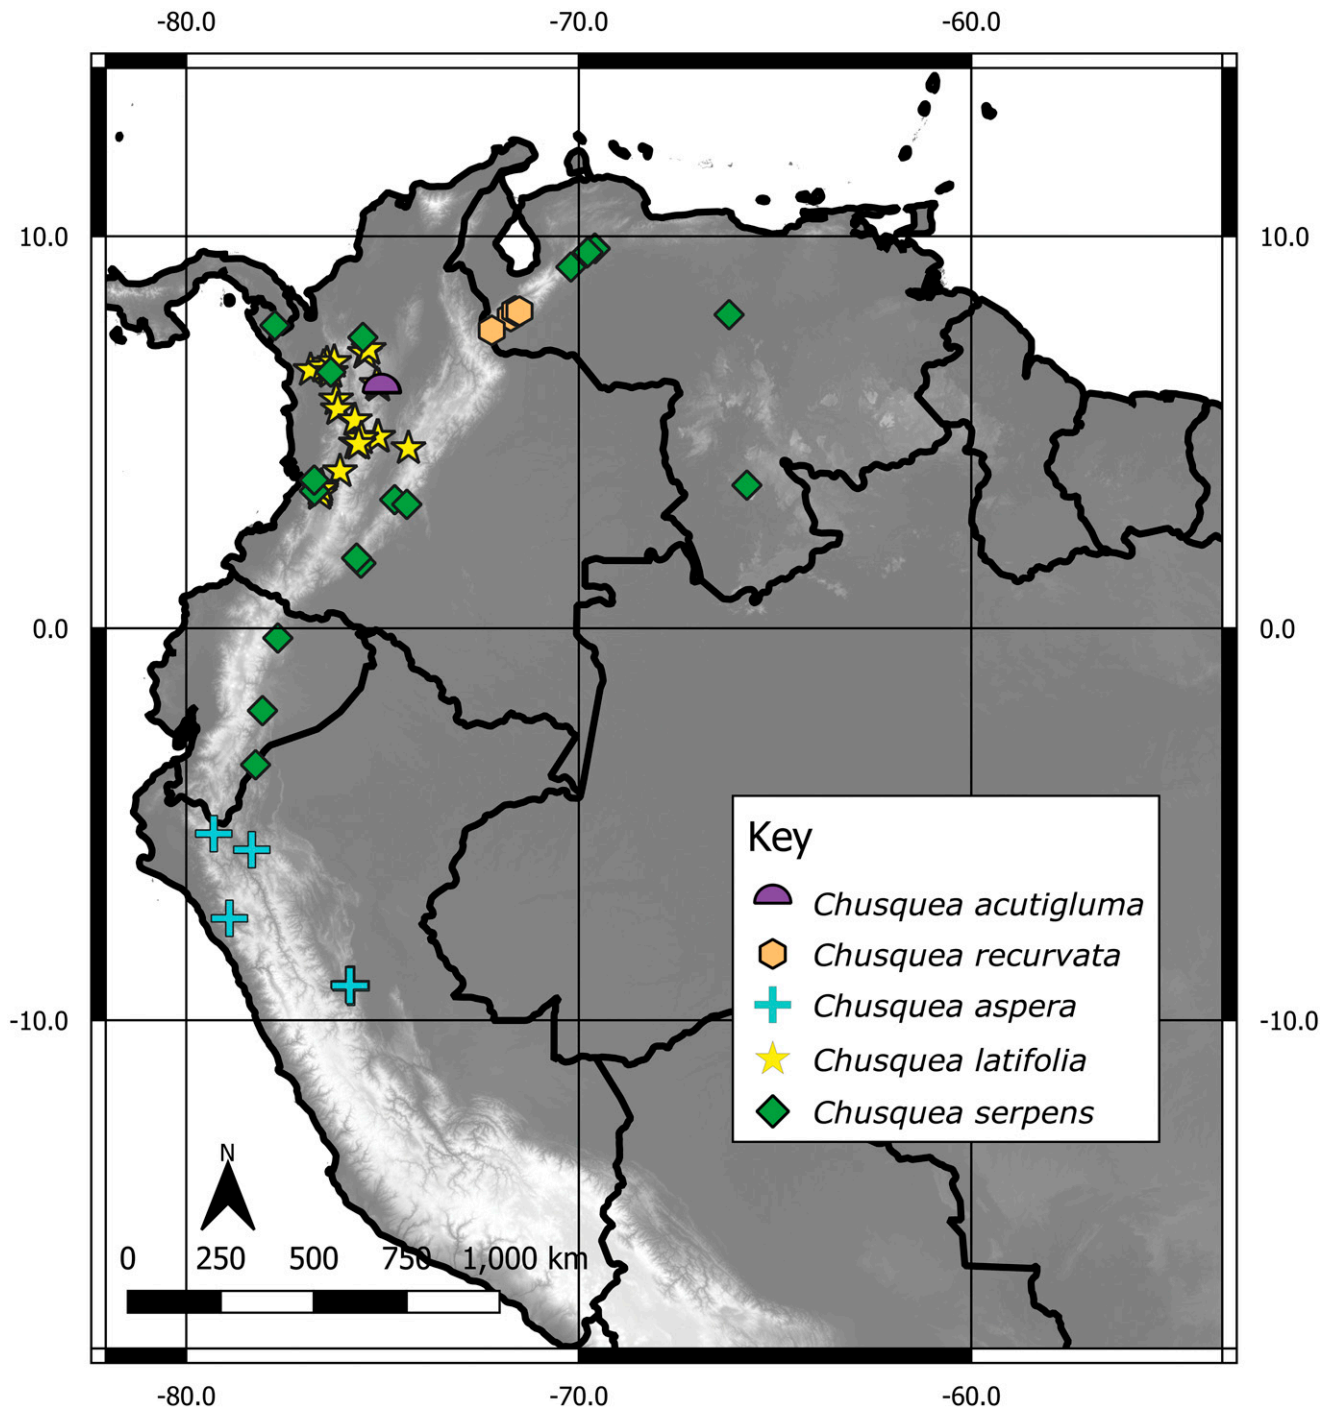 -80.0 -70.0 -60.0
10.0 10.0
0.0 0.0
Key
Chusquea acutigluma
Chusquea recurvata
Chusquea aspera
-10.0 -10.0
Chusquea latifolia
Chusquea serpens
N
0 250 500 750 1,000 km
-80.0 -70.0 -60.0